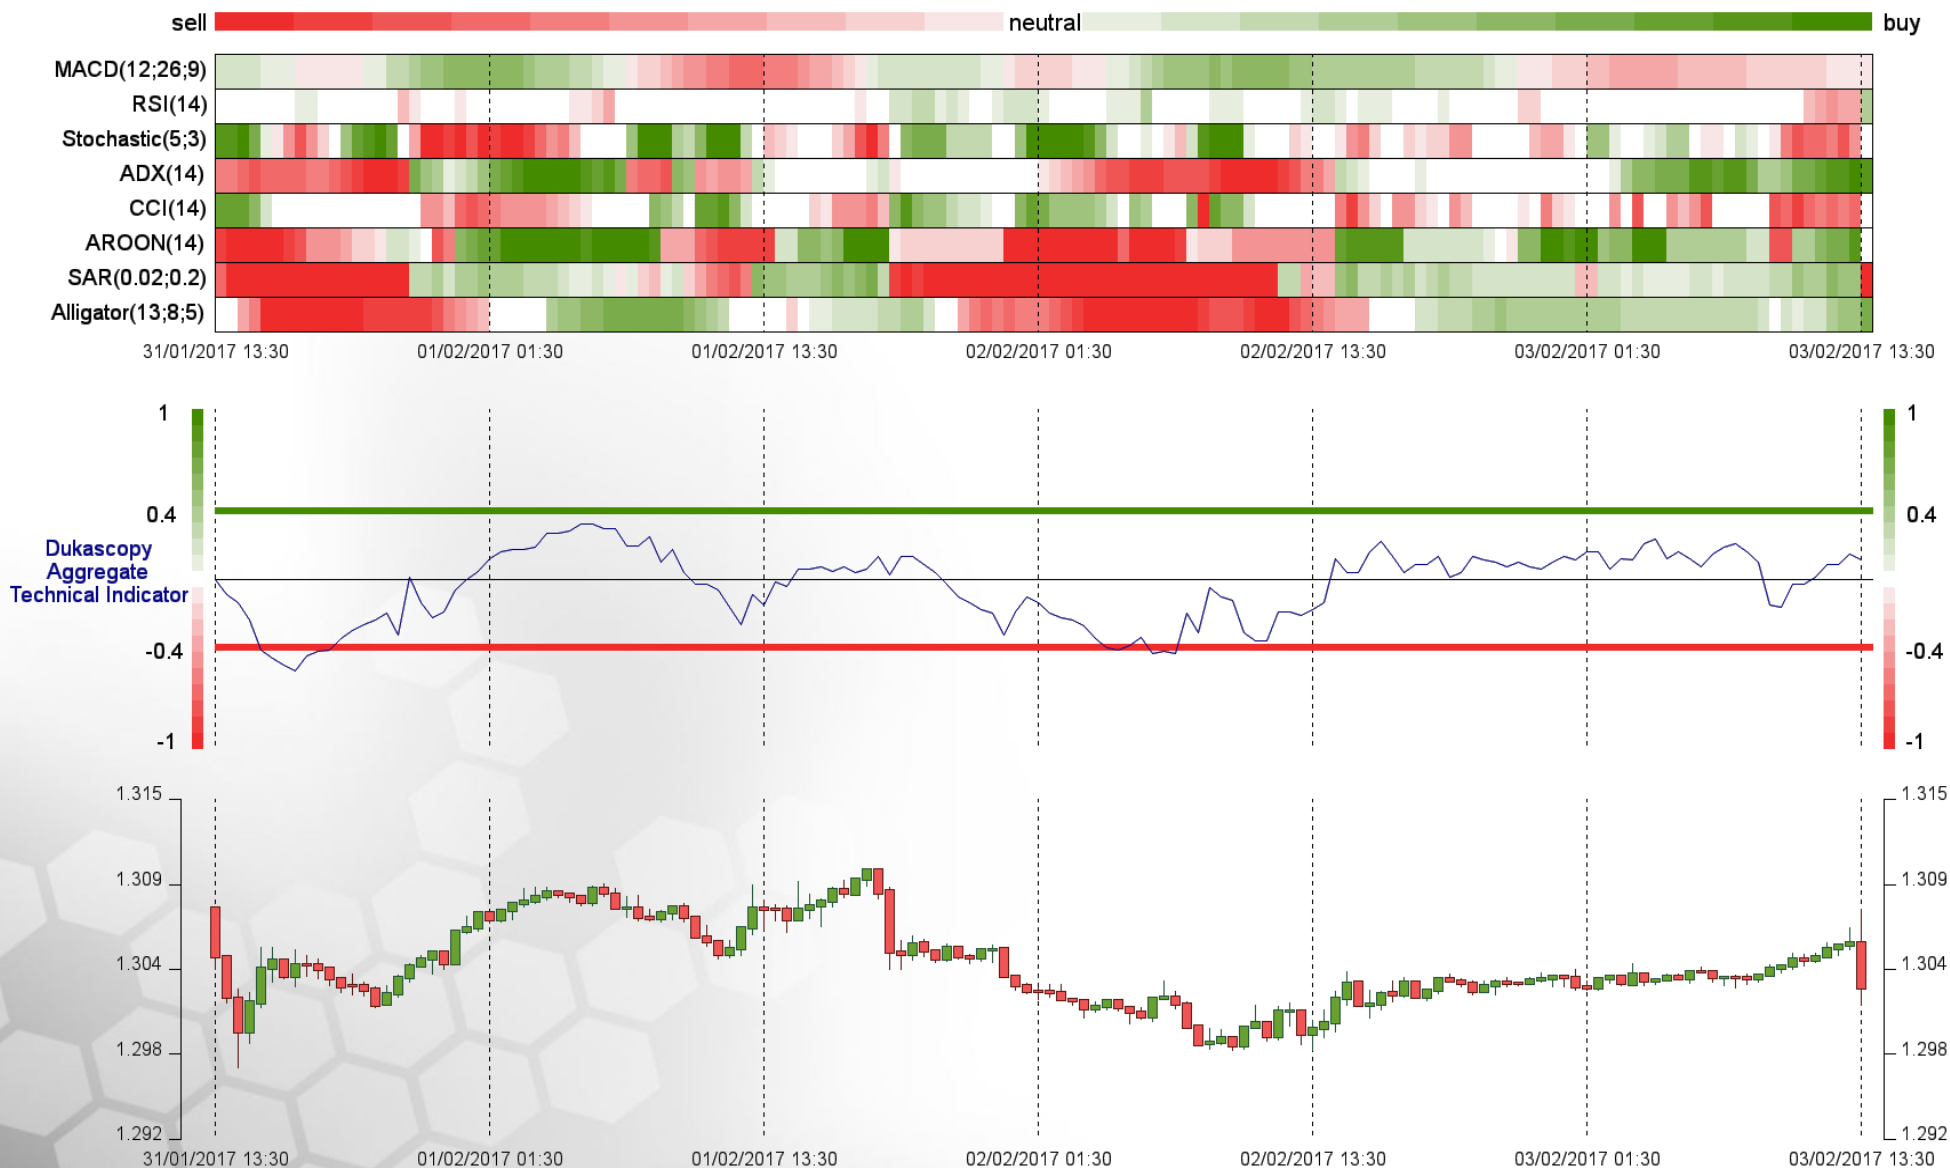 sell neutral buy
MACD(12;26;9)
RSI(14)
Stochastic(5;3)
ADX(14)
CCI(14)
AROON(14)
SAR(0.02;0.2)
Alligator(13;8;5)
31/01/2017 13:30 01/02/2017 01:30 01/02/2017 13:30 02/02/2017 01:30 02/02/2017 13:30 03/02/2017 01:30 03/02/2017 13:30
1 1
0.4 0.4
Dukascopy
Aggregate
Technical Indicator
-0.4 -0.4
-1 -1
1.315 1.315
1.309 1.309
1.304 1.304
1.298 1.298
1.292 1.292
31/01/2017 13:30 01/02/2017 01:30 01/02/2017 13:30 02/02/2017 01:30 02/02/2017 13:30 03/02/2017 01:30 03/02/2017 13:30